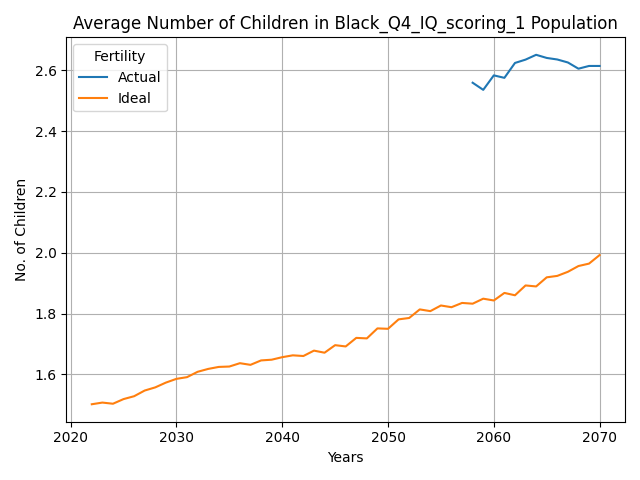 Average Number of Children in Black_Q4_IQ_scoring_1 Population
Fertility
Actual
Ideal
No. of Children
2.6
2.4
2.2
2.0
1.8
1.6
2020 2030 2040 2050 2060 2070
Years